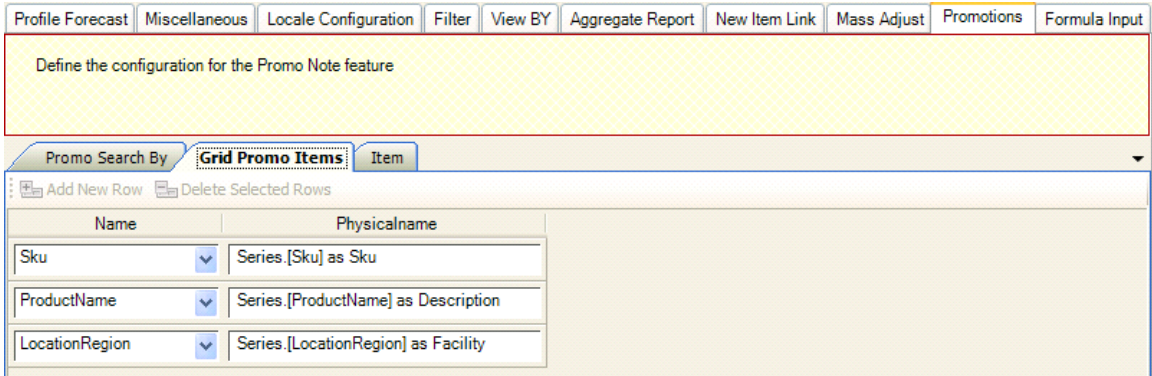 Profile Forecast Miscellaneous Locale Configuration Filter View BY Aggregate Report New Item Link Mass Adjust Promotions Formula Input
Define the configuration for the Promo Note feature
Promo Search By Grid Promo Items Item
Add New Row Delete Selected Rows
Name Physicalname
Sku Series.[Sku] as Sku
ProductName Series.[ProductName] as Description
LocationRegion Series.[LocationRegion] as Facility